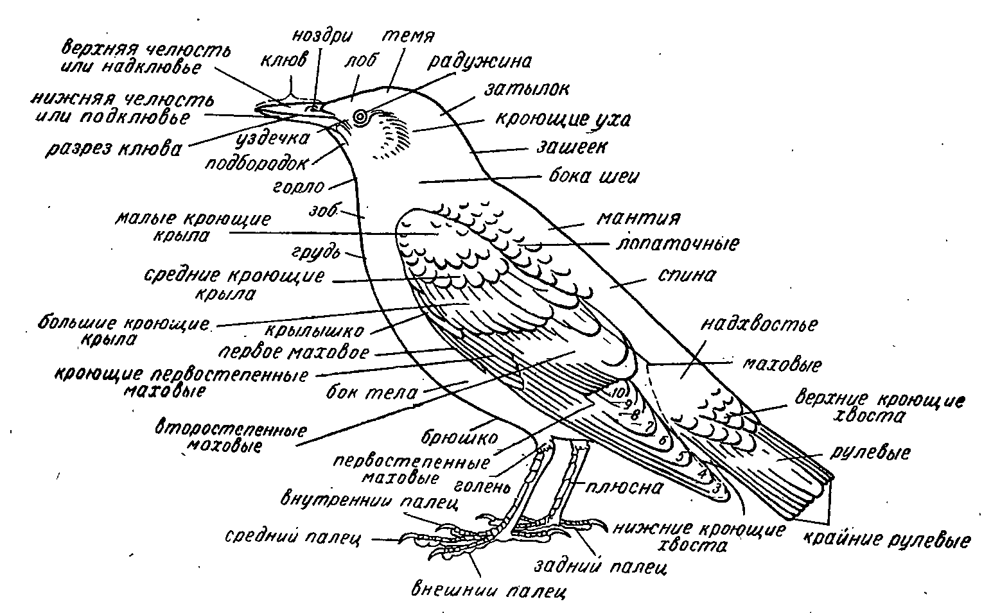 ноздри
темя
верхняя челюсть
или надклювье
клюв
лоб
радужина
затылок
нижняя челюсть
или подклювье
кроющие уха
уздечка
разрез клюва
зашеек
подбородок
бока шеи
горло
зоб
малые кроющие
крыла
мантия
лопаточные
грудь
средние кроющие
крыла
спина
большие кроющие
крыла
крылышко
надхвостье
первое маховое
маховые
кроющие первостепенные
маховые
бок тела
10
9
8
7
6
5
4
3
верхние кроющие
хвоста
второстепенные
маховые
брюшко
рулевые
первостепенные
маховые
голень
плюсна
внутреннии палец
средний палец
нижние кроющие
хвоста
крайние рулевые
задний палец
внешнии палец